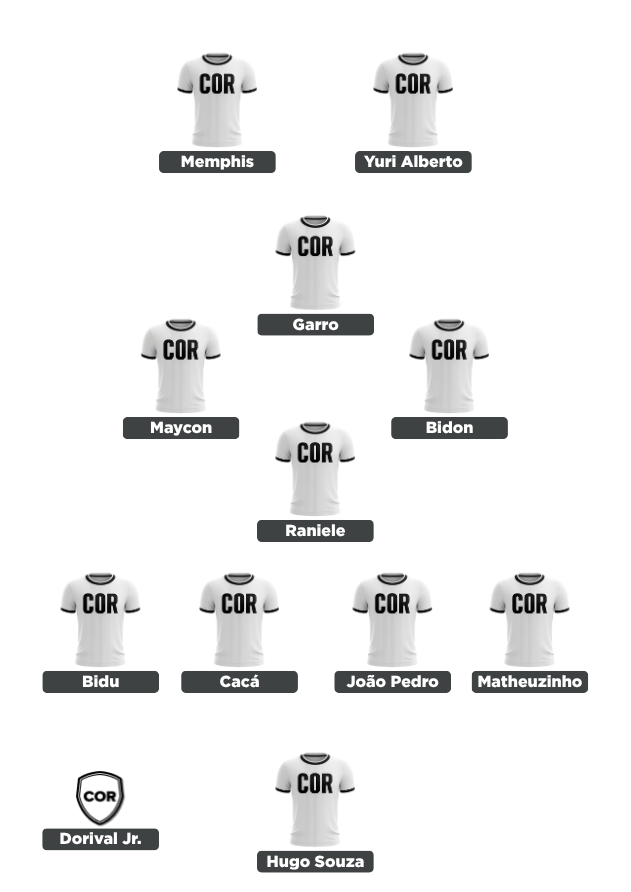 COR COR
Memphis Yuri Alberto
COR
Garro
COR COR
Maycon Bidon
COR
Raniele
COR COR COR COR
Bidu Cacá João Pedro Matheuzinho
COR
COR
Dorival Jr.
Hugo Souza